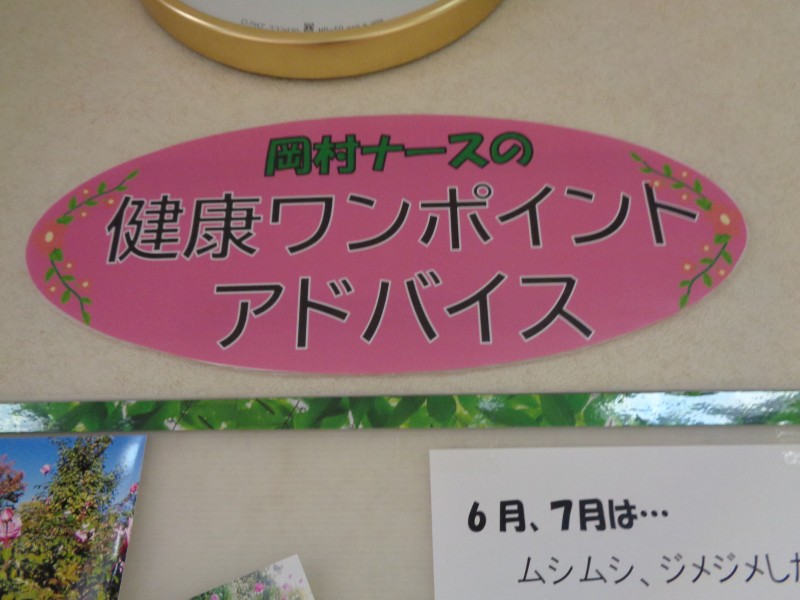 岡村ナースの
健康ワンポイント
アドバイス
6月、7月は…
ムシムシ、ジメジメし